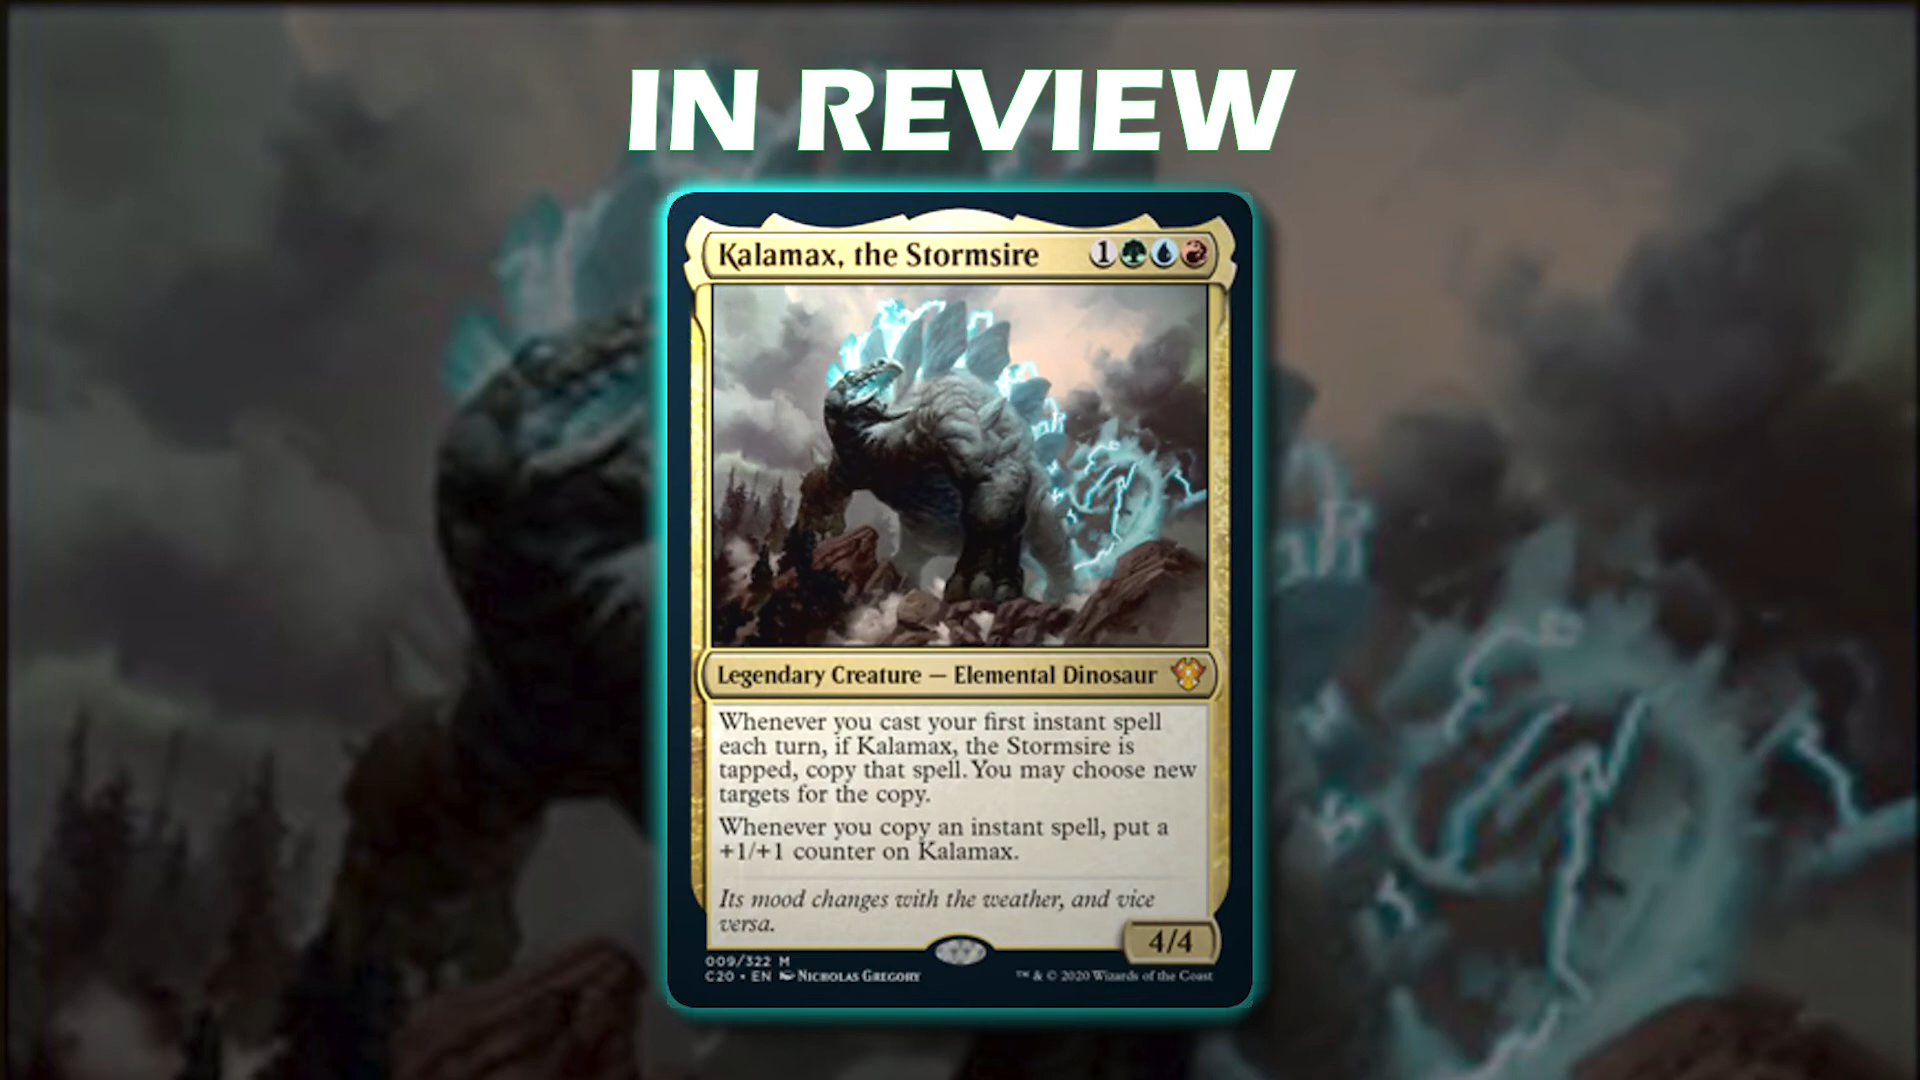 IN REVIEW
Kalamax, the Stormsire 1
Legendary Creature — Elemental Dinosaur
Whenever you cast your first instant spell
each turn, if Kalamax, the Stormsire is
tapped, copy that spell. You may choose new
targets for the copy.
Whenever you copy an instant spell, put a
+1/+1 counter on Kalamax.
Its mood changes with the weather, and vice
versa.
4/4
009/322 M
C20 • EN NICHOLAS GREGORY
™ & © 2020 Wizards of the Coast